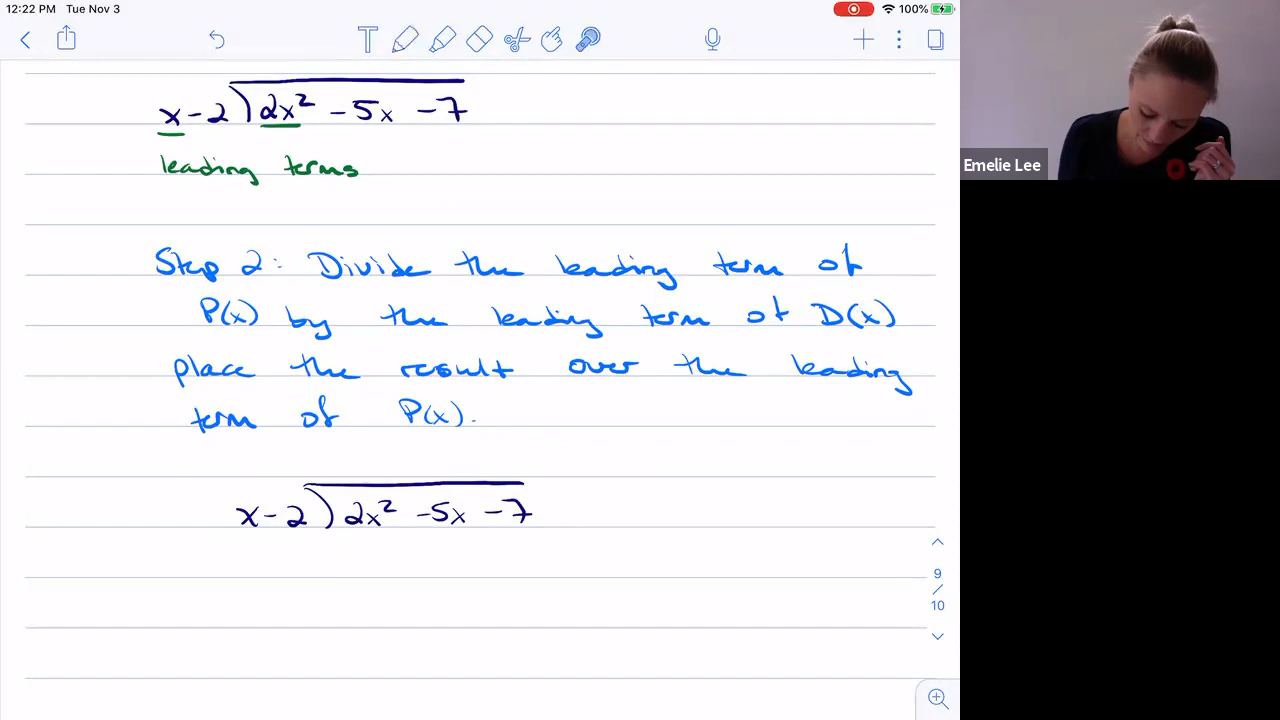 12:22 PM Tue Nov 3
100%
x-2)2x² -5x -7
leading terms
Step 2: Divide the leading term of
P(x) by the leading term of D(x)
place the result over the leading
term of P(x).
x-2)2x² -5x -7
Emelie Lee
9
/
10